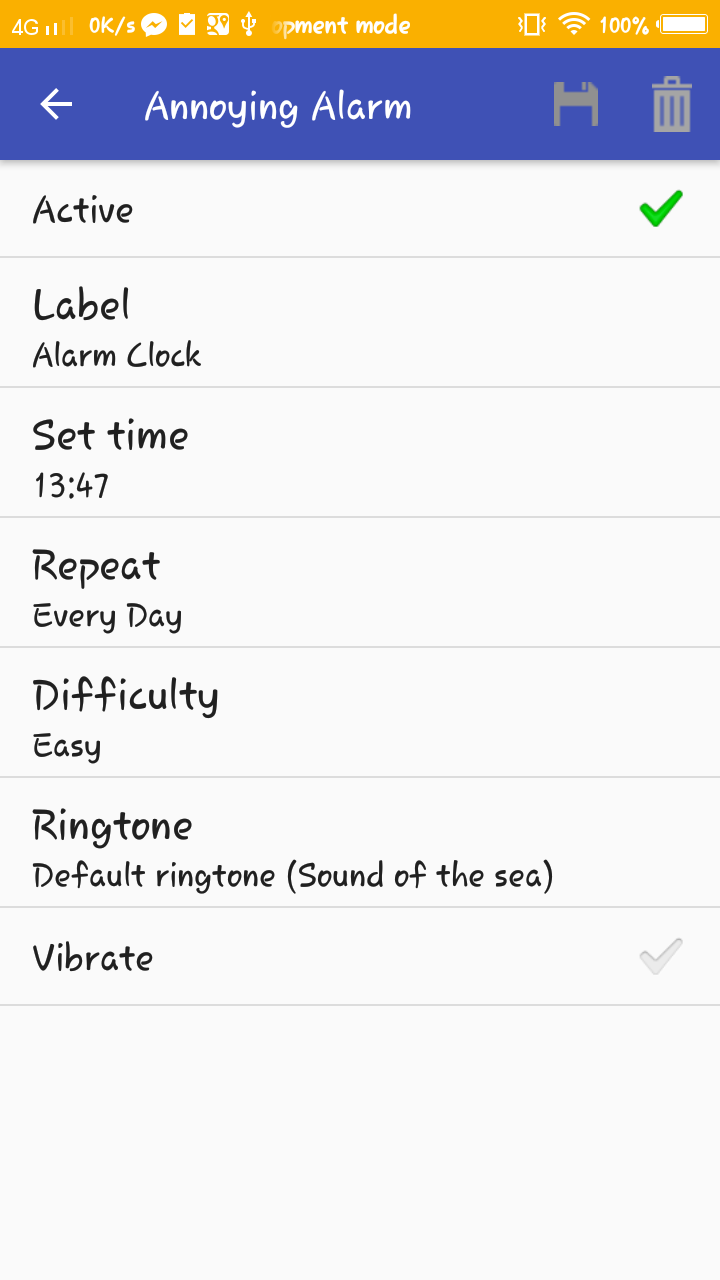 4G 0K/s opment mode 100%
Annoying Alarm
Active
Label
Alarm Clock
Set time
13:47
Repeat
Every Day
Difficulty
Easy
Ringtone
Default ringtone (Sound of the sea)
Vibrate